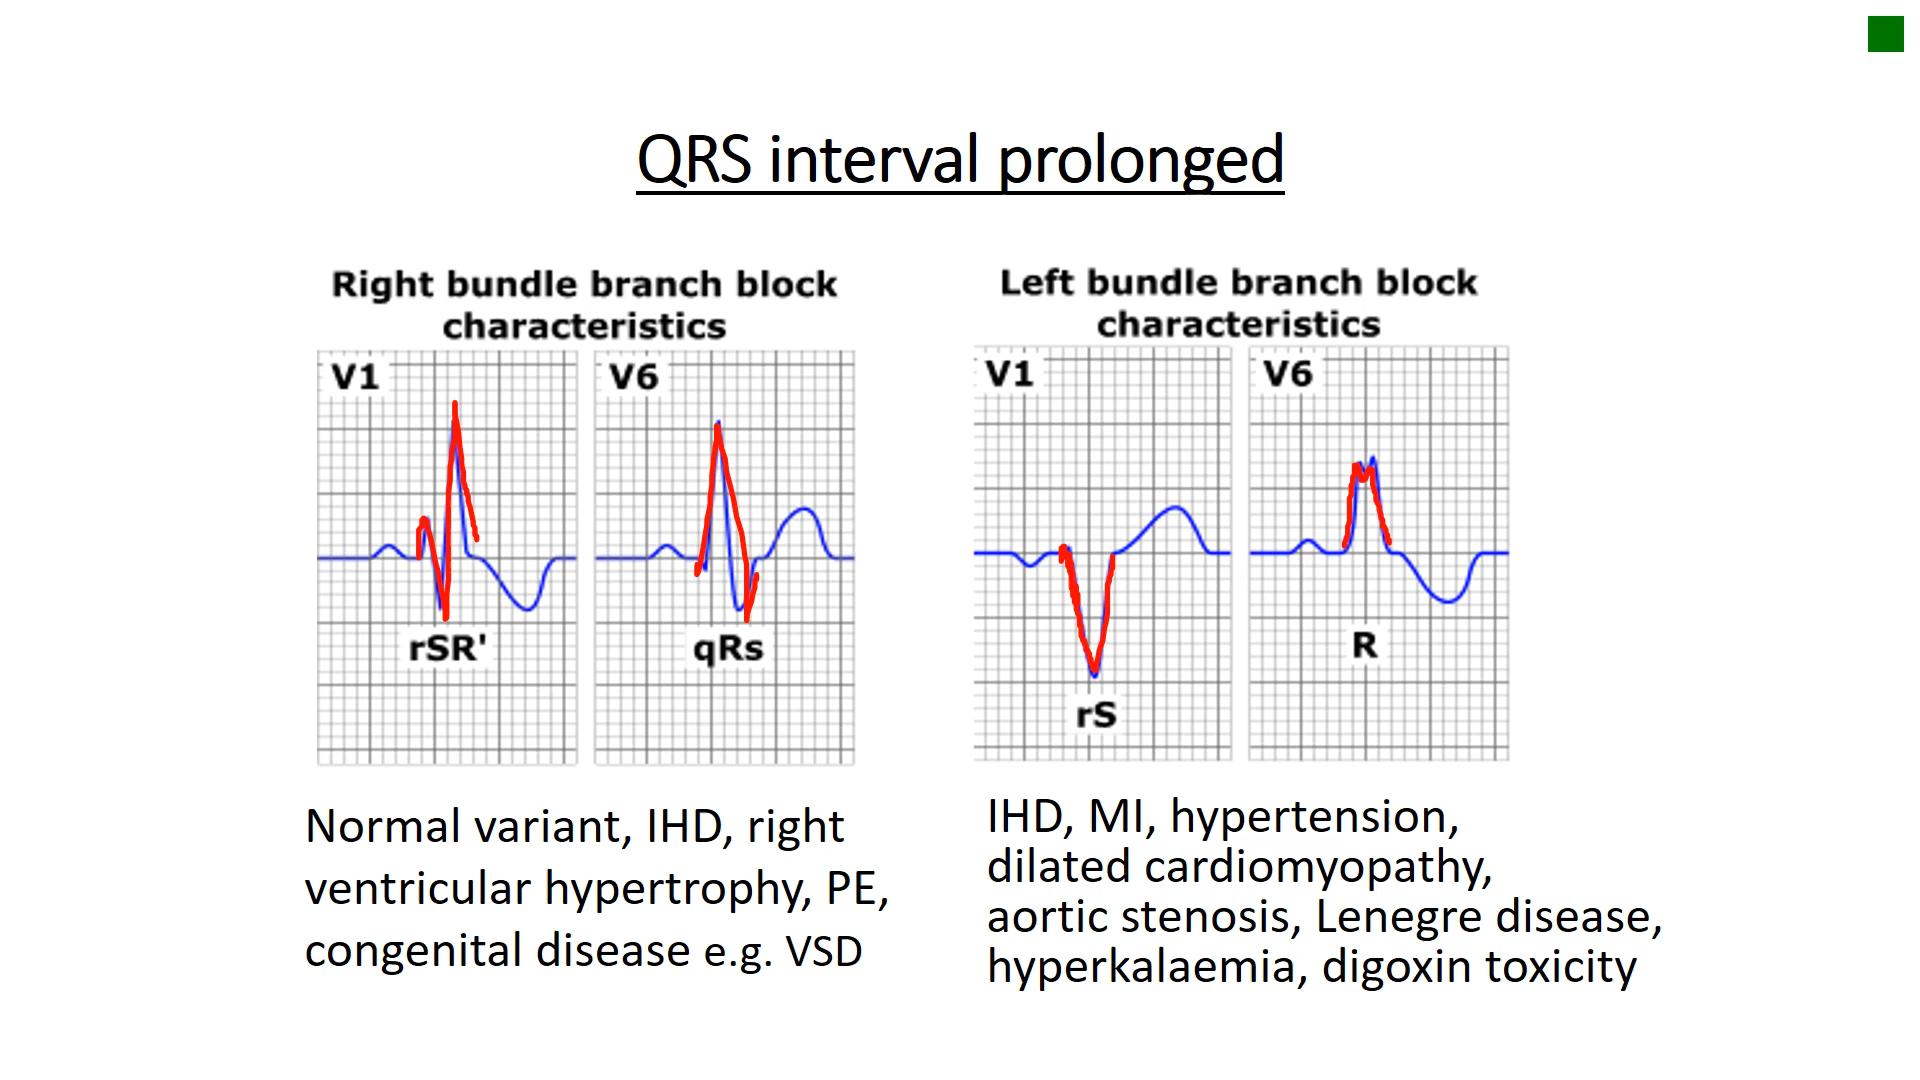 QRS interval prolonged
Right bundle branch block
characteristics
V1
V6
rSR'
qRs
Normal variant, IHD, right
ventricular hypertrophy, PE,
congenital disease e.g. VSD
Left bundle branch block
characteristics
V1
V6
rS
R
IHD, MI, hypertension,
dilated cardiomyopathy,
aortic stenosis, Lenegre disease,
hyperkalaemia, digoxin toxicity